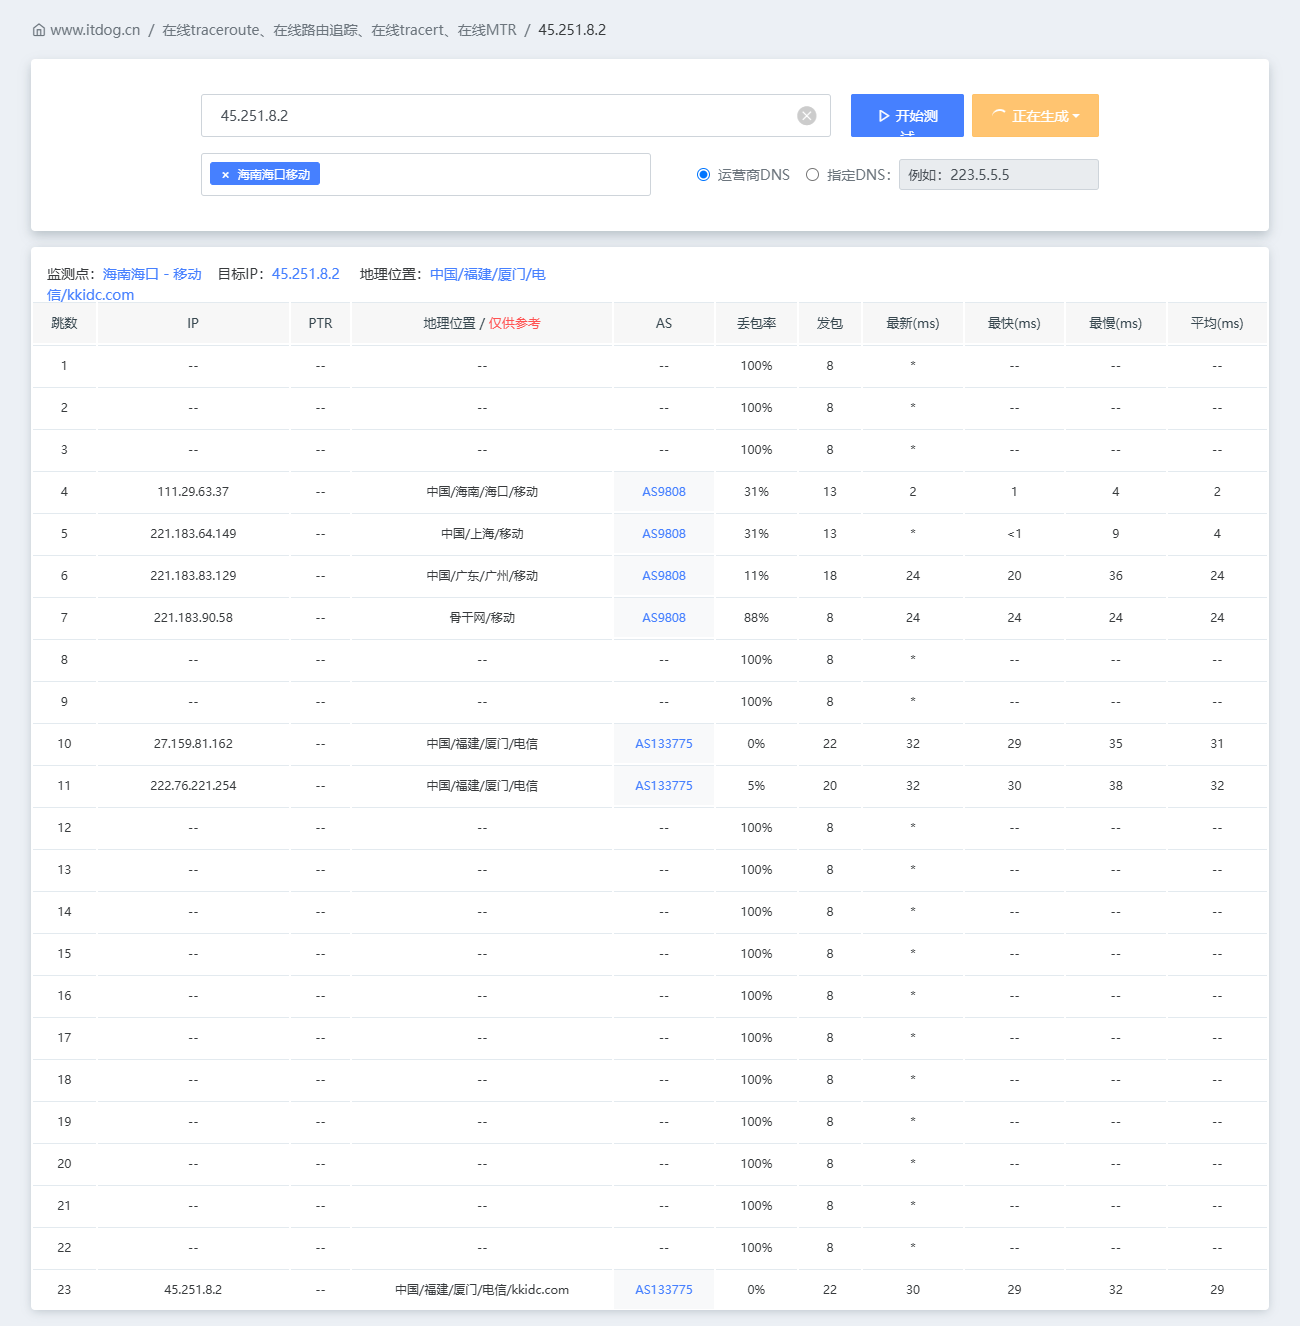 www.itdog.cn / 在线traceroute、在线路由追踪、在线tracert、在线MTR / 45.251.8.2
45.251.8.2
开始测试
正在生成
× 海南海口移动
运营商DNS 指定DNS: 例如：223.5.5.5
监测点：海南海口 - 移动 目标IP：45.251.8.2 地理位置：中国/福建/厦门/电
信/kkidc.com
跳数 IP PTR 地理位置 / 仅供参考 AS 丢包率 发包 最新(ms) 最快(ms) 最慢(ms) 平均(ms)
1 -- -- -- -- 100% 8 * -- -- --
2 -- -- -- -- 100% 8 * -- -- --
3 -- -- -- -- 100% 8 * -- -- --
4 111.29.63.37 -- 中国/海南/海口/移动 AS9808 31% 13 2 1 4 2
5 221.183.64.149 -- 中国/上海/移动 AS9808 31% 13 * <1 9 4
6 221.183.83.129 -- 中国/广东/广州/移动 AS9808 11% 18 24 20 36 24
7 221.183.90.58 -- 骨干网/移动 AS9808 88% 8 24 24 24 24
8 -- -- -- -- 100% 8 * -- -- --
9 -- -- -- -- 100% 8 * -- -- --
10 27.159.81.162 -- 中国/福建/厦门/电信 AS133775 0% 22 32 29 35 31
11 222.76.221.254 -- 中国/福建/厦门/电信 AS133775 5% 20 32 30 38 32
12 -- -- -- -- 100% 8 * -- -- --
13 -- -- -- -- 100% 8 * -- -- --
14 -- -- -- -- 100% 8 * -- -- --
15 -- -- -- -- 100% 8 * -- -- --
16 -- -- -- -- 100% 8 * -- -- --
17 -- -- -- -- 100% 8 * -- -- --
18 -- -- -- -- 100% 8 * -- -- --
19 -- -- -- -- 100% 8 * -- -- --
20 -- -- -- -- 100% 8 * -- -- --
21 -- -- -- -- 100% 8 * -- -- --
22 -- -- -- -- 100% 8 * -- -- --
23 45.251.8.2 -- 中国/福建/厦门/电信/kkidc.com AS133775 0% 22 30 29 32 29